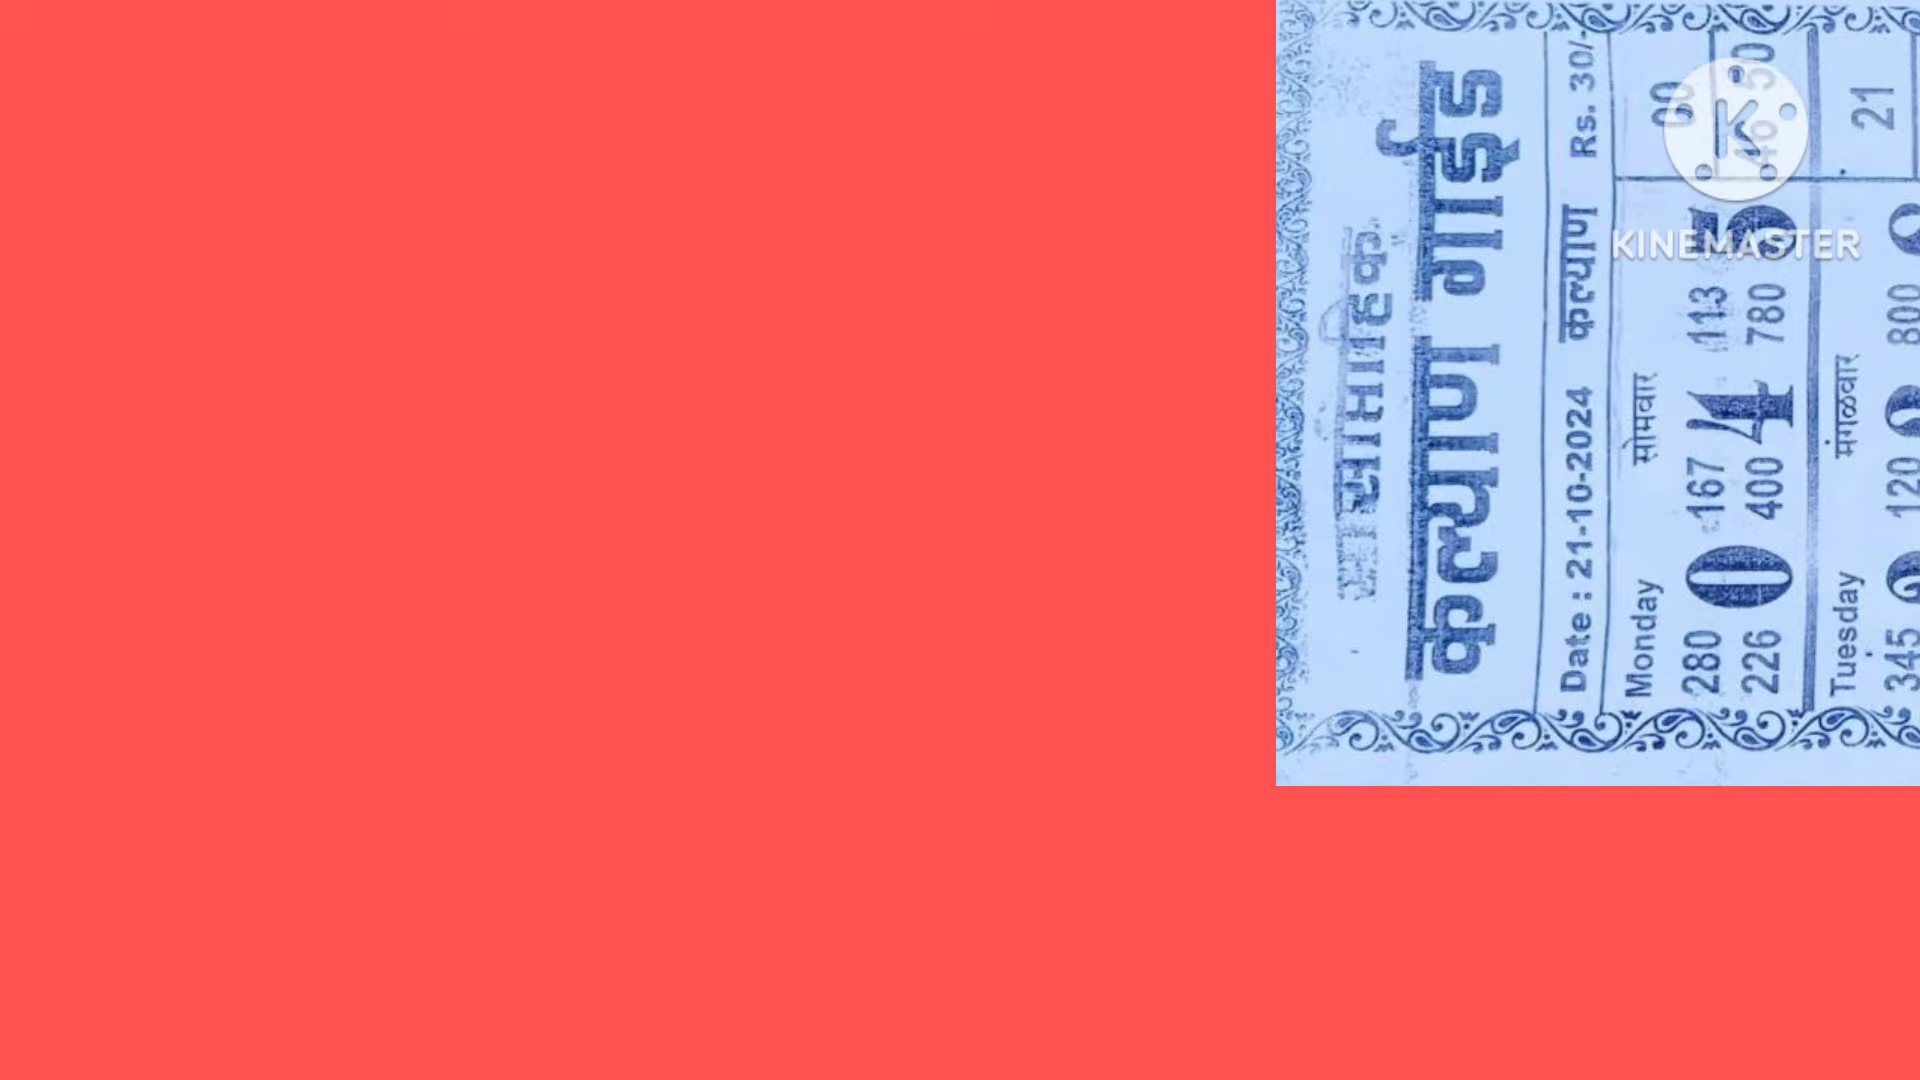 साप्ताहिक
कल्याण गाईड
Date : 21-10-2024 कल्याण Rs. 30/-
Monday सोमवार 00
280 0 167 4 113 5
226 400 780 50
Tuesday मंगळवार 21
345 120 800
KINEMASTER